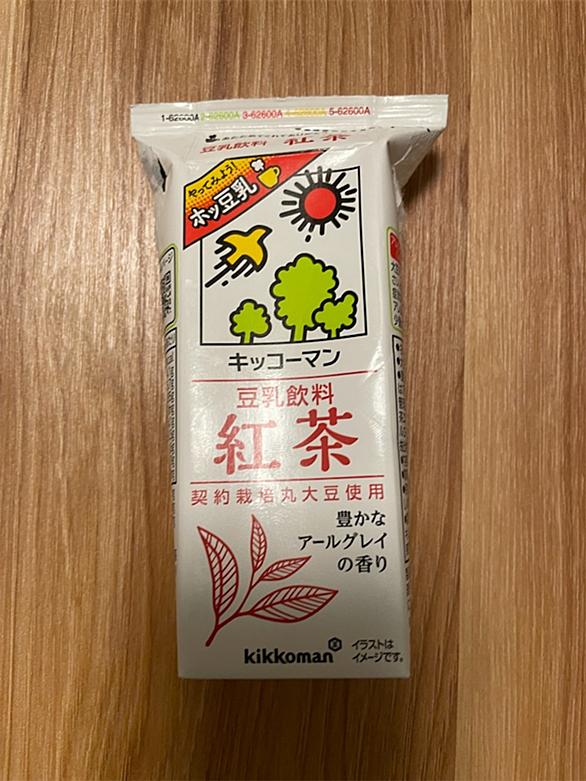 1-62600A 2-62600A 3-62600A 4-62600A 5-62600A
豆乳飲料 紅茶
やってみよう!
ホッ豆乳
キッコーマン
豆乳飲料
紅茶
契約栽培丸大豆使用
豊かな
アールグレイ
の香り
kikkoman
イラストは
イメージです。